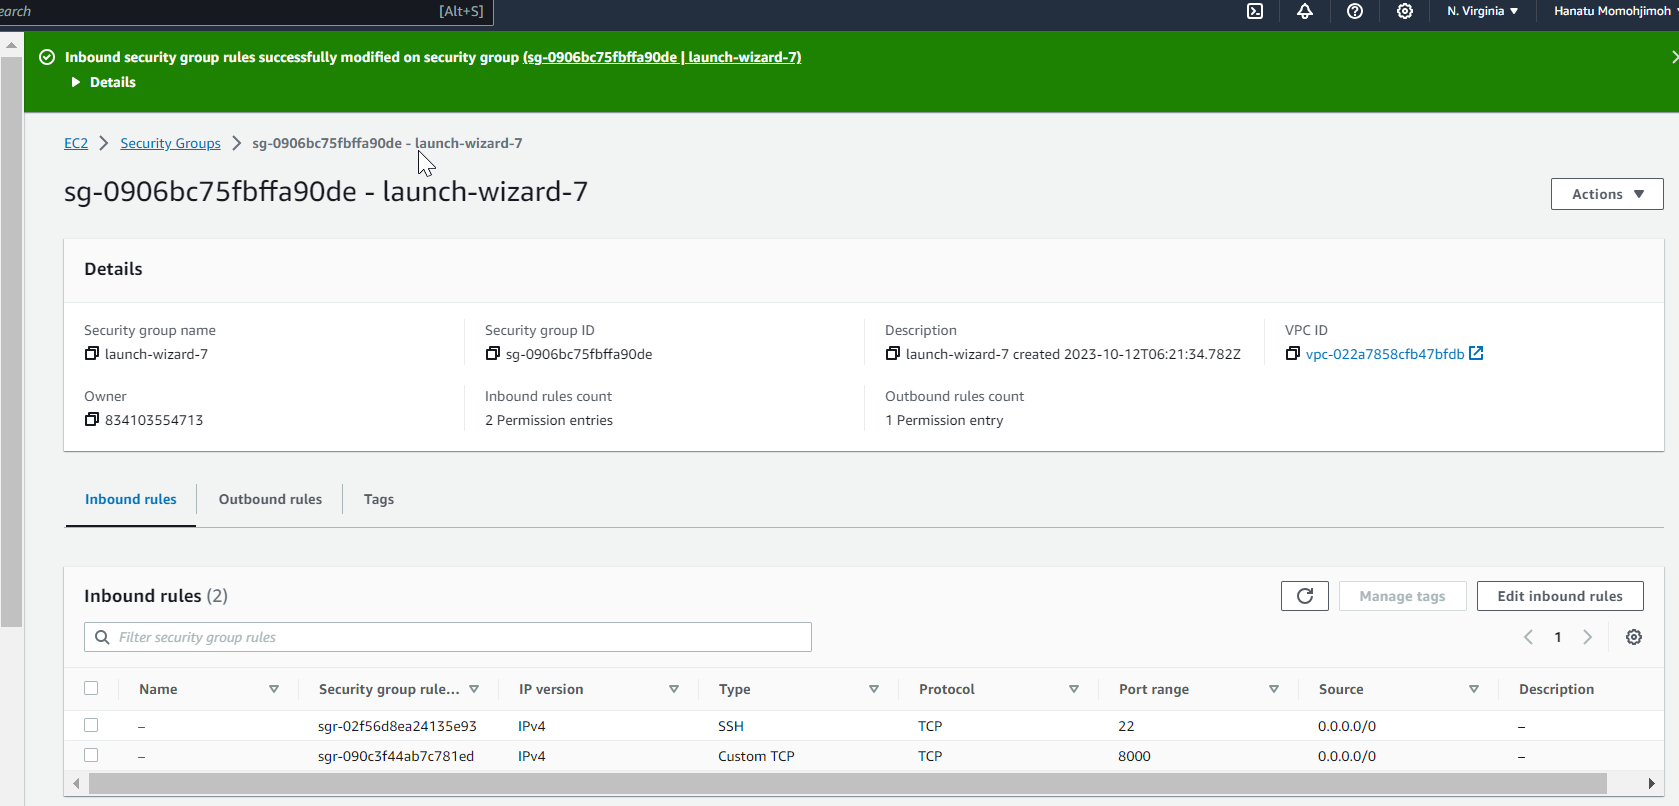 earch [Alt+S] N. Virginia Hanatu Momohjimoh
Inbound security group rules successfully modified on security group (sg-0906bc75fbffa90de | launch-wizard-7)
Details
EC2 Security Groups sg-0906bc75fbffa90de - launch-wizard-7
sg-0906bc75fbffa90de - launch-wizard-7
Actions
Details
Security group name Security group ID Description VPC ID
launch-wizard-7 sg-0906bc75fbffa90de launch-wizard-7 created 2023-10-12T06:21:34.782Z vpc-022a7858cfb47bfdb
Owner Inbound rules count Outbound rules count
834103554713 2 Permission entries 1 Permission entry
Inbound rules Outbound rules Tags
Inbound rules (2) Manage tags Edit inbound rules
Filter security group rules 1
Name Security group rule... IP version Type Protocol Port range Source Description
– sgr-02f56d8ea24135e93 IPv4 SSH TCP 22 0.0.0.0/0 –
– sgr-090c3f44ab7c781ed IPv4 Custom TCP TCP 8000 0.0.0.0/0 –